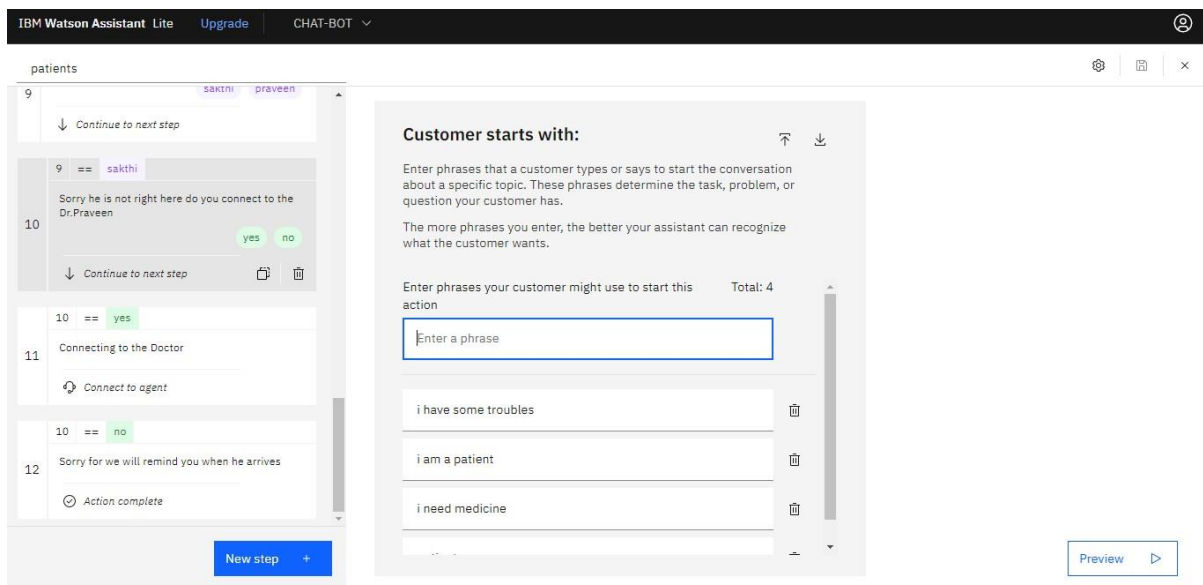 IBM Watson Assistant Lite Upgrade CHAT-BOT
patients
9
sakthi praveen
Continue to next step
9 == sakthi
Sorry he is not right here do you connect to the
Dr.Praveen
10
yes no
Continue to next step
10 == yes
Connecting to the Doctor
11
Connect to agent
10 == no
Sorry for we will remind you when he arrives
12
Action complete
New step +
Customer starts with:
Enter phrases that a customer types or says to start the conversation
about a specific topic. These phrases determine the task, problem, or
question your customer has.
The more phrases you enter, the better your assistant can recognize
what the customer wants.
Enter phrases your customer might use to start this
action
Total: 4
Enter a phrase
i have some troubles
i am a patient
i need medicine
Preview